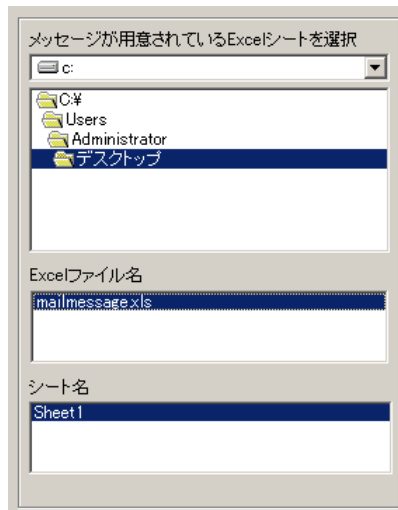 メッセージが用意されているExcelシートを選択
c:
C:¥
Users
Administrator
デスクトップ
Excelファイル名
mailmessage.xls
シート名
Sheet1